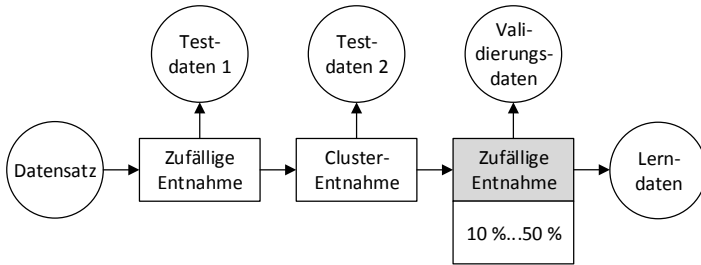 Test-
daten 1
Test-
daten 2
Vali-
dierungs-
daten
Datensatz
Zufällige
Entnahme
Cluster-
Entnahme
Zufällige
Entnahme
10 %...50 %
Lern-
daten